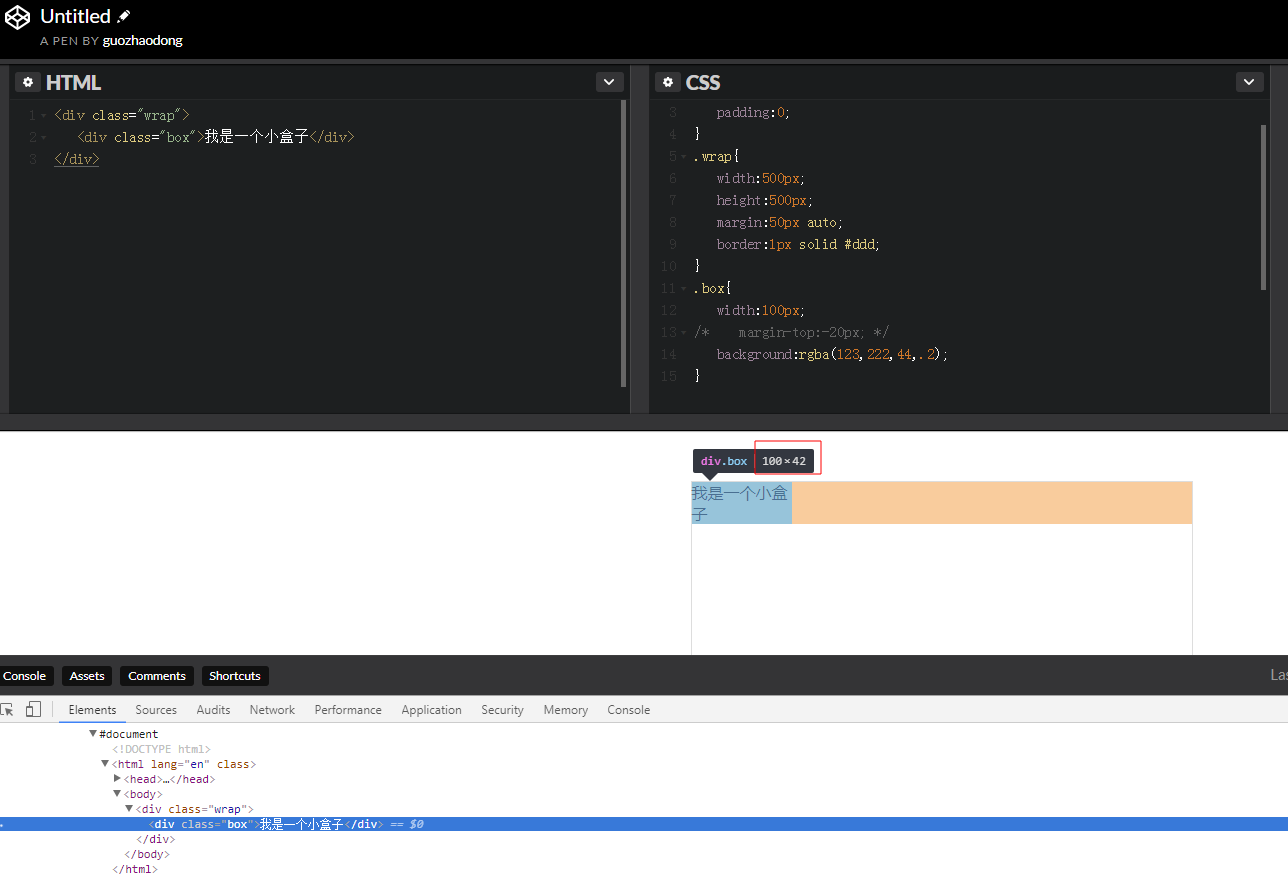 Untitled
A PEN BY guozhaodong
HTML
1 <div class="wrap">
2 <div class="box">我是一个小盒子</div>
3 </div>
CSS
3 padding:0;
4 }
5 .wrap{
6 width:500px;
7 height:500px;
8 margin:50px auto;
9 border:1px solid #ddd;
10 }
11 .box{
12 width:100px;
13 /* margin-top:-20px; */
14 background:rgba(123,222,44,.2);
15 }
div.box 100×42
我是一个小盒
子
Console Assets Comments Shortcuts Las
Elements Sources Audits Network Performance Application Security Memory Console
▼#document
<!DOCTYPE html>
▼<html lang="en" class>
▶<head>…</head>
▼<body>
▼<div class="wrap">
<div class="box">我是一个小盒子</div> == $0
</div>
</body>
</html>